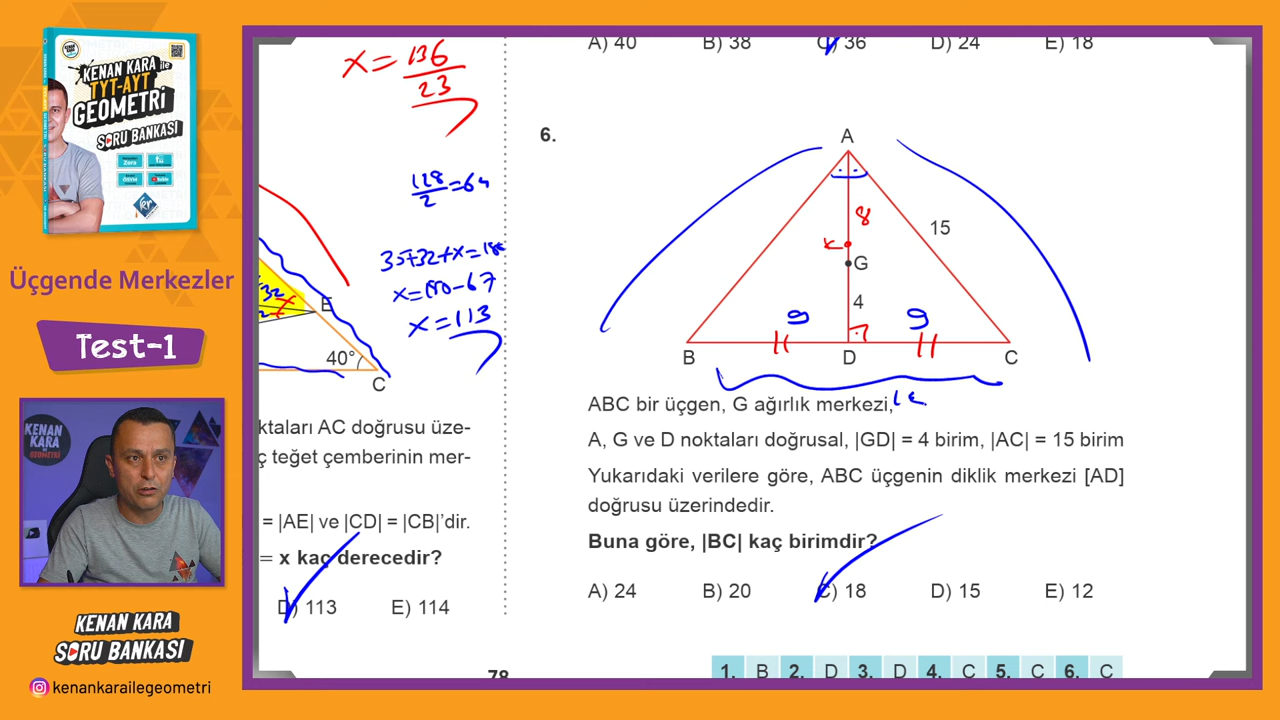 KENAN KARA ile
TYT-AYT
GEOMETRİ
SORU BANKASI
Üçgende Merkezler
Test-1
KENAN
KARA
GEOMETRİ
KENAN KARA
SORU BANKASI
kenankarailegeometri
x = 136
23
128
2
= 64
35+32+x=180
x=180-67
x=113
E
40°
C
ktaları AC doğrusu üze-
ç teğet çemberinin mer-
= |AE| ve |CD| = |CB|'dir.
= x kaç derecedir?
D) 113 E) 114
78
A) 40 B) 38 C) 36 D) 24 E) 18
6.
A
8
15
x
G
4
9 9
B D C
ABC bir üçgen, G ağırlık merkezi,
A, G ve D noktaları doğrusal, |GD| = 4 birim, |AC| = 15 birim
Yukarıdaki verilere göre, ABC üçgenin diklik merkezi [AD]
doğrusu üzerindedir.
Buna göre, |BC| kaç birimdir?
A) 24 B) 20 C) 18 D) 15 E) 12
1. B 2. D 3. D 4. C 5. C 6. C